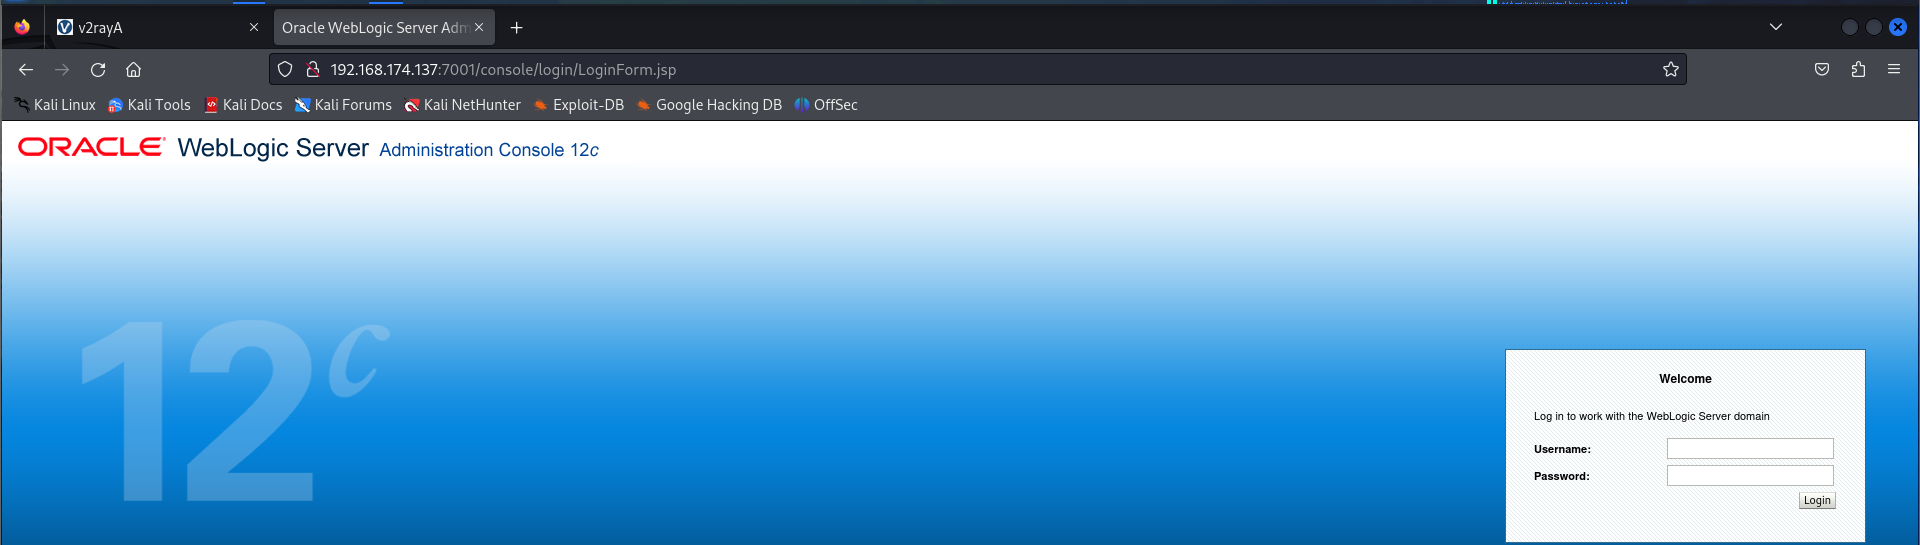 v2rayA
Oracle WebLogic Server Adm
192.168.174.137:7001/console/login/LoginForm.jsp
Kali Linux Kali Tools Kali Docs Kali Forums Kali NetHunter Exploit-DB Google Hacking DB OffSec
ORACLE WebLogic Server Administration Console 12c
12c
Welcome
Log in to work with the WebLogic Server domain
Username:
Password:
Login